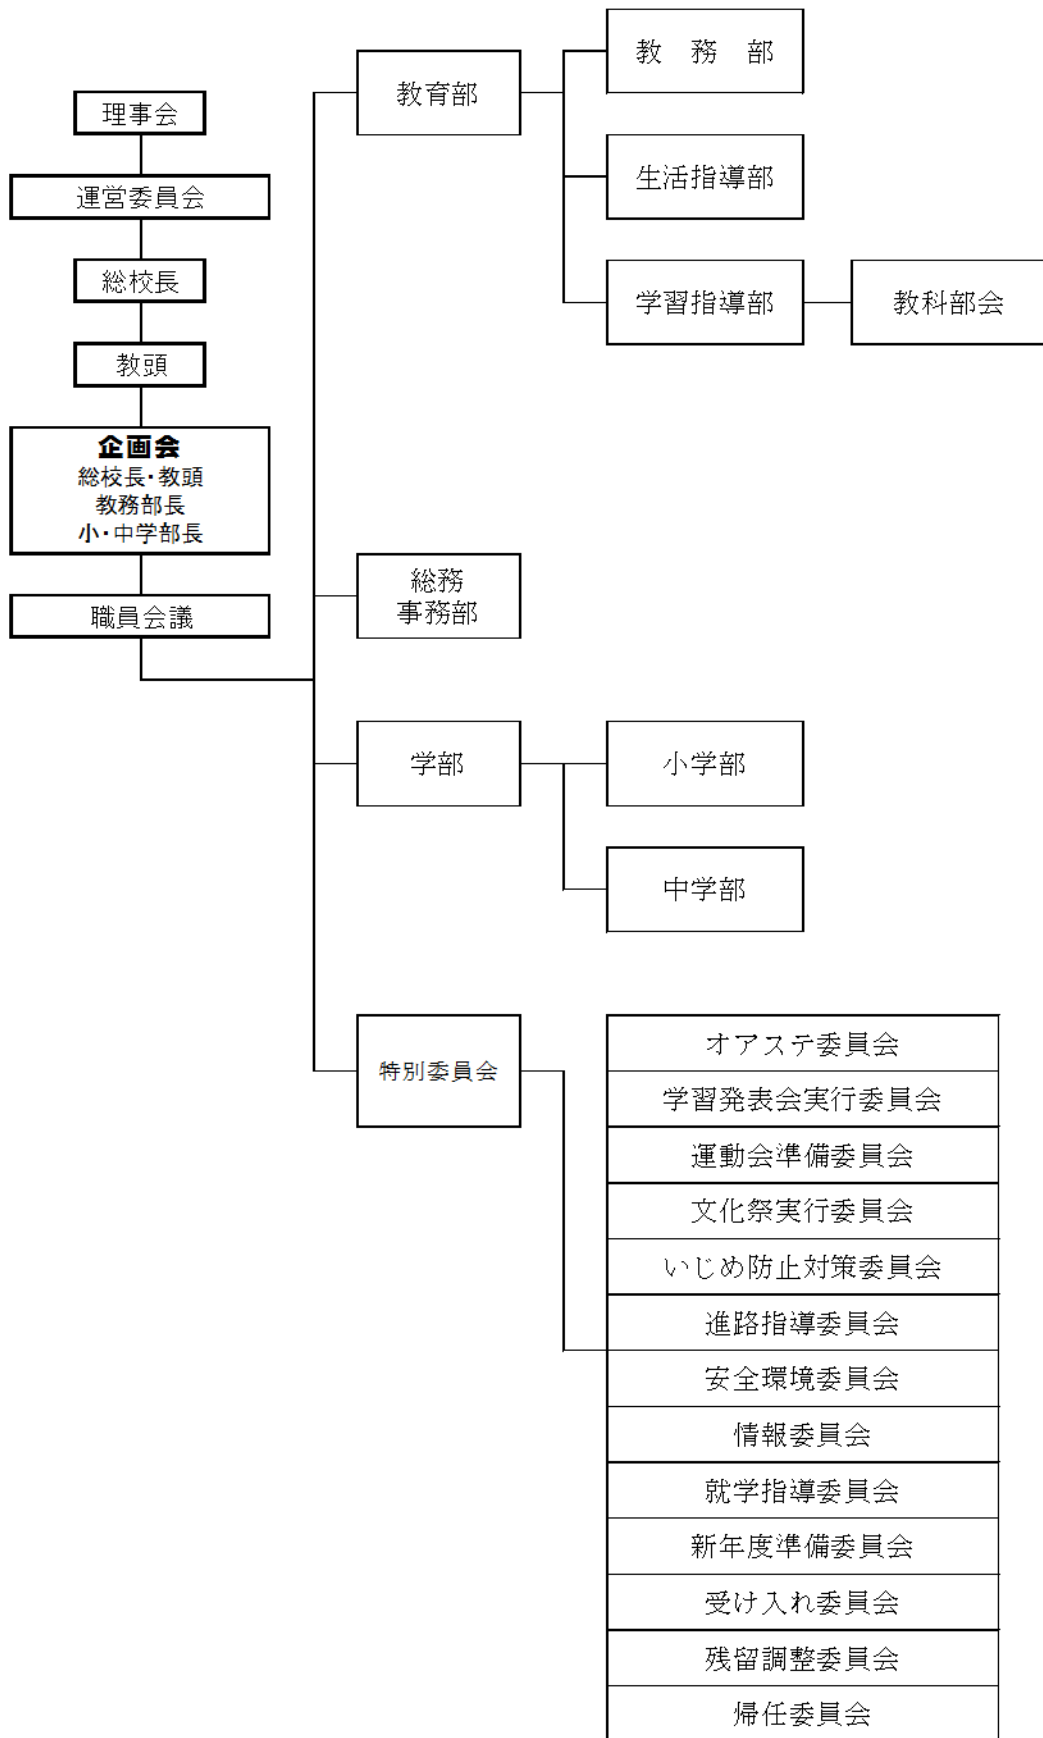 理事会
運営委員会
総校長
教頭
企画会
総校長・教頭
教務部長
小・中学部長
職員会議
教育部
教　務　部
生活指導部
学習指導部
教科部会
総務
事務部
学部
小学部
中学部
特別委員会
オアステ委員会
学習発表会実行委員会
運動会準備委員会
文化祭実行委員会
いじめ防止対策委員会
進路指導委員会
安全環境委員会
情報委員会
就学指導委員会
新年度準備委員会
受け入れ委員会
残留調整委員会
帰任委員会